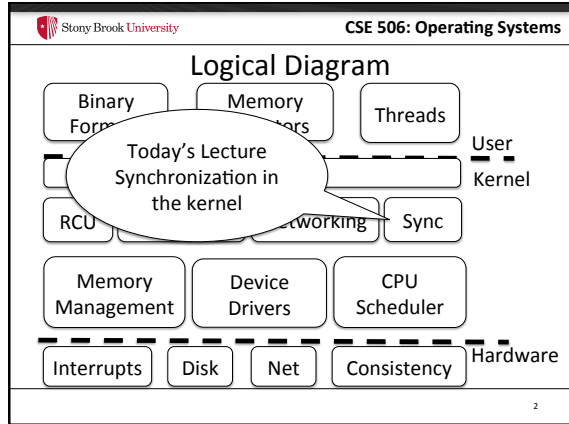 Stony Brook University
CSE 506: Operating Systems
Logical Diagram
Binary
Memory
Threads
User
Today's Lecture
Synchronization in
the kernel
Kernel
RCU
Sync
Memory
Management
Device
Drivers
CPU
Scheduler
Hardware
Interrupts
Disk
Net
Consistency
2